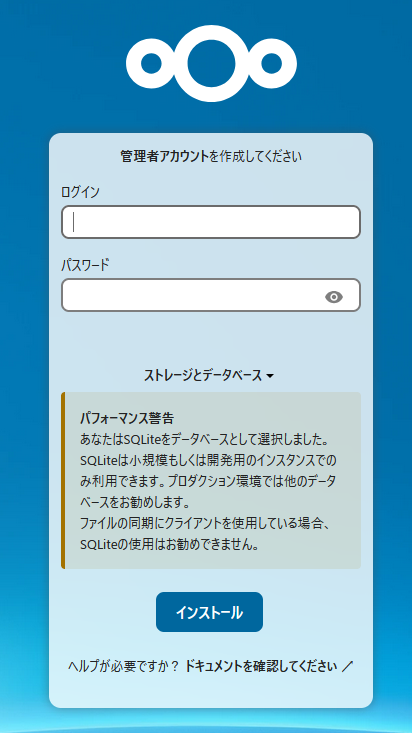 管理者アカウントを作成してください
ログイン
パスワード
ストレージとデータベース
パフォーマンス警告
あなたはSQLiteをデータベースとして選択しました。
SQLiteは小規模もしくは開発用のインスタンスでの
み利用できます。プロダクション環境では他のデータ
ベースをお勧めします。
ファイルの同期にクライアントを使用している場合、
SQLiteの使用はお勧めできません。
インストール
ヘルプが必要ですか？ ドキュメントを確認してください ↗